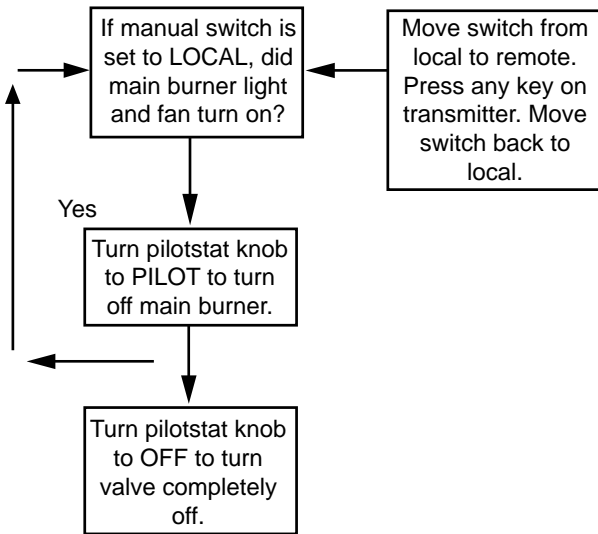 If manual switch is
set to LOCAL, did
main burner light
and fan turn on?
Move switch from
local to remote.
Press any key on
transmitter. Move
switch back to
local.
Yes
Turn pilotstat knob
to PILOT to turn
off main burner.
Turn pilotstat knob
to OFF to turn
valve completely
off.